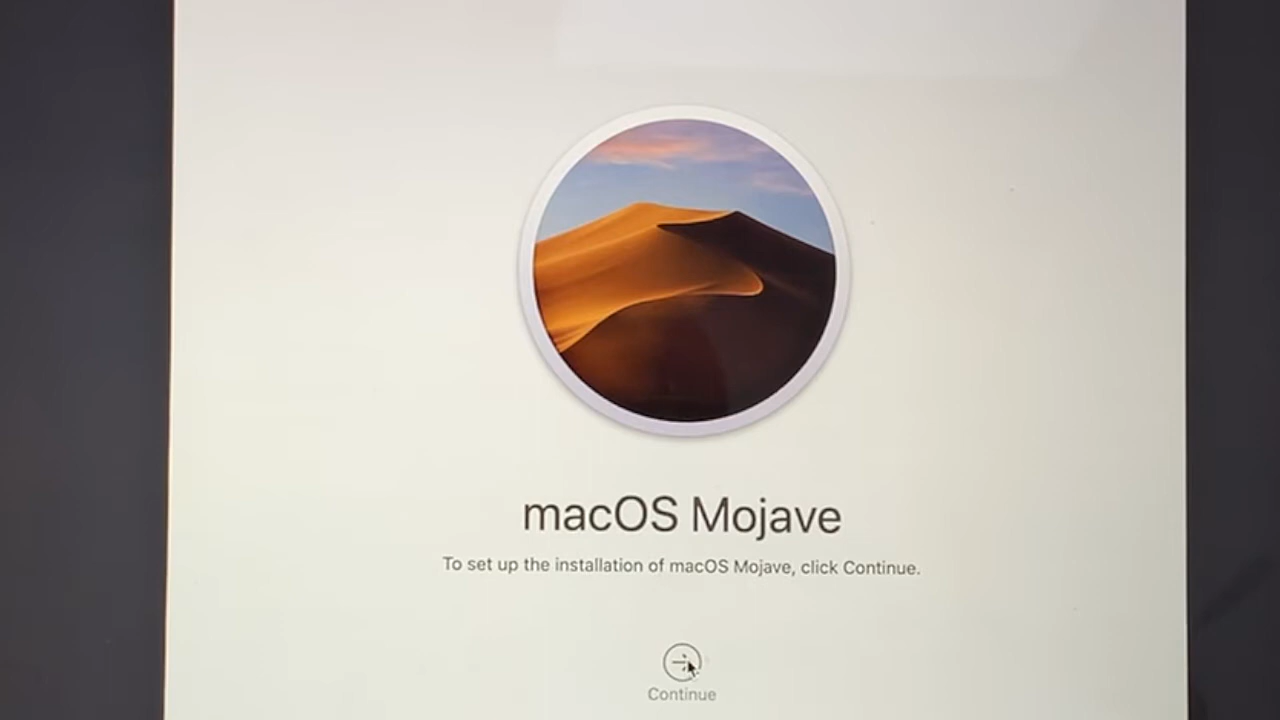 macOS Mojave
To set up the installation of macOS Mojave, click Continue.
Continue